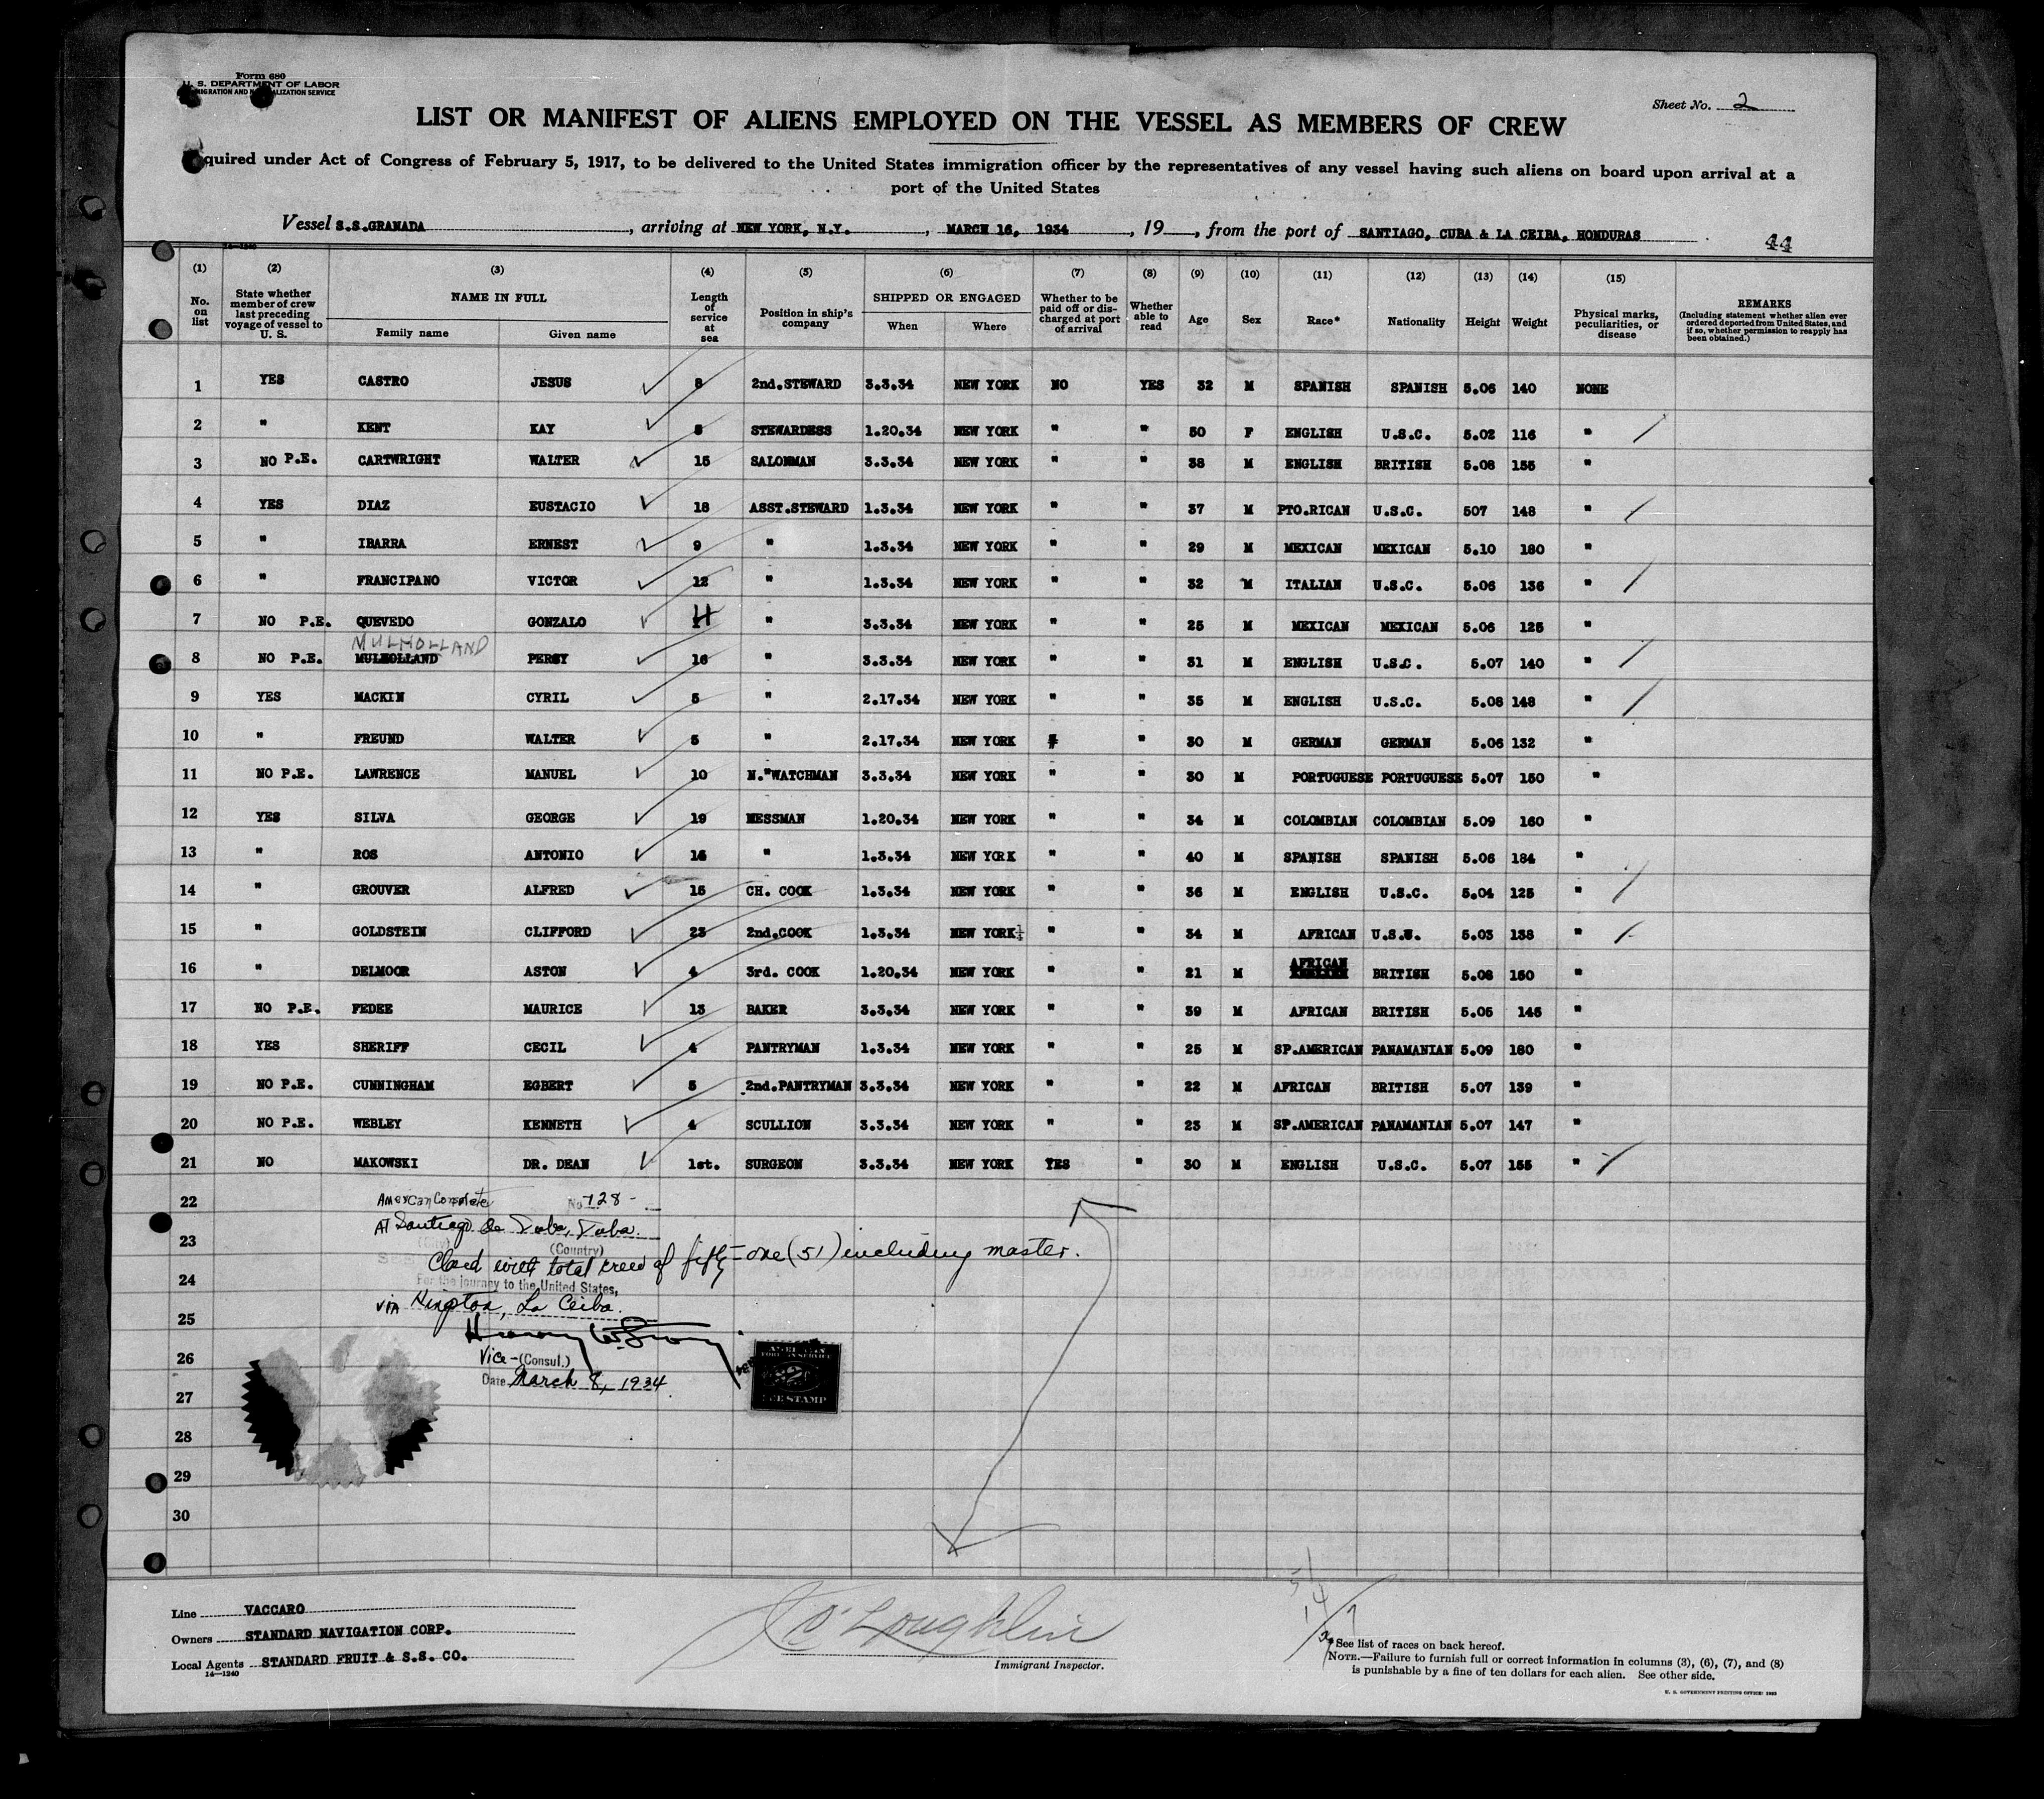 Form 680
U. S. DEPARTMENT OF LABOR
IMMIGRATION AND NATURALIZATION SERVICE
Sheet No. 2
LIST OR MANIFEST OF ALIENS EMPLOYED ON THE VESSEL AS MEMBERS OF CREW
quired under Act of Congress of February 5, 1917, to be delivered to the United States immigration officer by the representatives of any vessel having such aliens on board upon arrival at a
port of the United States
Vessel S.S.GRANADA, arriving at NEW YORK, N.Y., MARCH 16, 1934, 19, from the port of SANTIAGO, CUBA & LA CEIBA, HONDURAS.
44
14-1240
(1) (2) (3) (4) (5) (6) (7) (8) (9) (10) (11) (12) (13) (14) (15)
No. on list | State whether member of crew last preceding voyage of vessel to U. S. | NAME IN FULL Family name Given name | Length of service at sea | Position in ship's company | SHIPPED OR ENGAGED When Where | Whether to be paid off or discharged at port of arrival | Whether able to read | Age | Sex | Race* | Nationality | Height | Weight | Physical marks, peculiarities, or disease | REMARKS (Including statement whether alien ever ordered deported from United States, and if so, whether permission to reapply has been obtained.)
1 YES CASTRO JESUS 8 2nd.STEWARD 3.3.34 NEW YORK NO YES 32 M SPANISH SPANISH 5.06 140 NONE
2 " KENT KAY 5 STEWARDESS 1.20.34 NEW YORK " " 50 F ENGLISH U.S.C. 5.02 116 "
3 NO P.E. CARTWRIGHT WALTER 15 SALONMAN 3.3.34 NEW YORK " " 38 M ENGLISH BRITISH 5.08 155 "
4 YES DIAZ EUSTACIO 18 ASST.STEWARD 1.3.34 NEW YORK " " 37 M PTO.RICAN U.S.C. 507 148 "
5 " IBARRA ERNEST 9 " 1.3.34 NEW YORK " " 29 M MEXICAN MEXICAN 5.10 180 "
6 " FRANCIPANO VICTOR 12 " 1.3.34 NEW YORK " " 32 M ITALIAN U.S.C. 5.06 136 "
7 NO P.E. QUEVEDO GONZALO " 3.3.34 NEW YORK " " 25 M MEXICAN MEXICAN 5.06 125 "
MULHOLLAND
8 NO P.E. MULHOLLAND PERSY 16 " 3.3.34 NEW YORK " " 31 M ENGLISH U.S.C. 5.07 140 "
9 YES MACKIN CYRIL 5 " 2.17.34 NEW YORK " " 35 M ENGLISH U.S.C. 5.08 148 "
10 " FREUND WALTER 5 " 2.17.34 NEW YORK " 30 M GERMAN GERMAN 5.06 132 "
11 NO P.E. LAWRENCE MANUEL 10 N."WATCHMAN 3.3.34 NEW YORK " " 30 M PORTUGUESE PORTUGUESE 5.07 150 "
12 YES SILVA GEORGE 19 MESSMAN 1.20.34 NEW YORK " " 34 M COLOMBIAN COLOMBIAN 5.09 160 "
13 " ROS ANTONIO 16 " 1.3.34 NEW YORK " " 40 M SPANISH SPANISH 5.06 184 "
14 " GROUVER ALFRED 15 CH. COOK 1.3.34 NEW YORK " " 36 M ENGLISH U.S.C. 5.04 125 "
15 " GOLDSTEIN CLIFFORD 23 2nd.COOK 1.3.34 NEW YORK " " 34 M AFRICAN 5.03 138 "
16 " DELMOOR ASTON 4 3rd. COOK 1.20.34 NEW YORK " " 21 M AFRICAN BRITISH 5.08 150 "
17 NO P.E. FEDEE MAURICE 13 BAKER 3.3.34 NEW YORK " " 39 M AFRICAN BRITISH 5.05 145 "
18 YES SHERIFF CECIL 4 PANTRYMAN 1.3.34 NEW YORK " " 25 M SP.AMERICAN PANAMANIAN 5.09 180 "
19 NO P.E. CUNNINGHAM EGBERT 5 2nd.PANTRYMAN 3.3.34 NEW YORK " " 22 M AFRICAN BRITISH 5.07 139 "
20 NO P.E. WEBLEY KENNETH 4 SCULLION 3.3.34 NEW YORK " " 23 M SP.AMERICAN PANAMANIAN 5.07 147 "
21 NO MAKOWSKI DR. DEAN 1st. SURGEON 3.3.34 NEW YORK YES " 30 M ENGLISH U.S.C. 5.07 155 "
22 American Consulate No. 128-
At Santiago de Cuba, Cuba.
23 (City) (Country)
Closed with total crew of fifty-one (51) including master.
24 For the journey to the United States,
via Kingston, La Ceiba.
25
26 Vice-(Consul.)
27 Date March 8, 1934.
AMERICAN FOREIGN SERVICE
FEE STAMP
28
29
30
Line VACCARO
Owners STANDARD NAVIGATION CORP.
Local Agents STANDARD FRUIT & S.S. CO.
14-1240
O'Loughlin
Immigrant Inspector.
*See list of races on back hereof.
NOTE.—Failure to furnish full or correct information in columns (3), (6), (7), and (8)
is punishable by a fine of ten dollars for each alien. See other side.